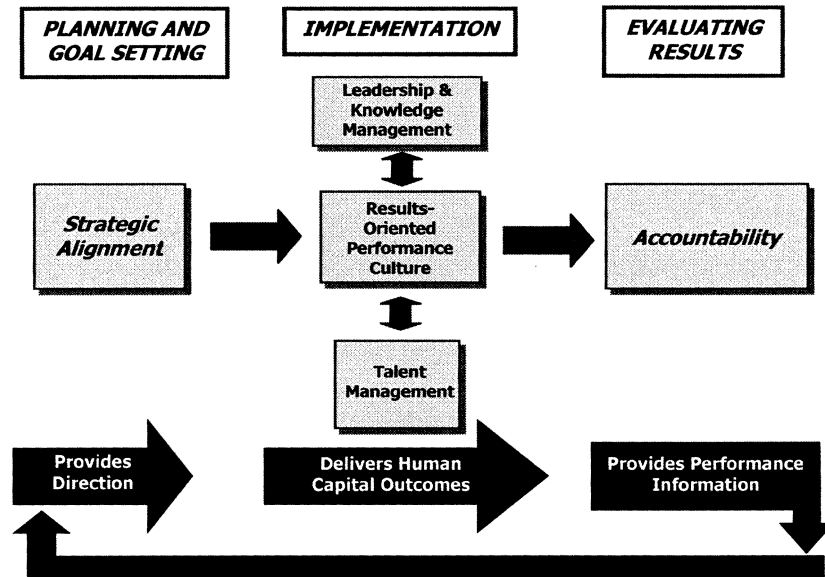 PLANNING AND
GOAL SETTING
IMPLEMENTATION
EVALUATING
RESULTS
Leadership &
Knowledge
Management
Strategic
Alignment
Results-
Oriented
Performance
Culture
Accountability
Talent
Management
Provides
Direction
Delivers Human
Capital Outcomes
Provides Performance
Information